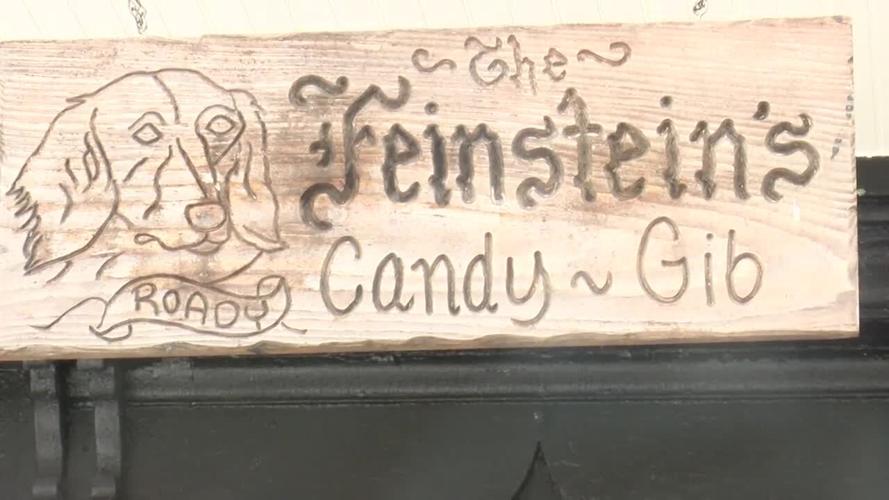 The
Feinstein's
Candy ~ Gib
ROADY